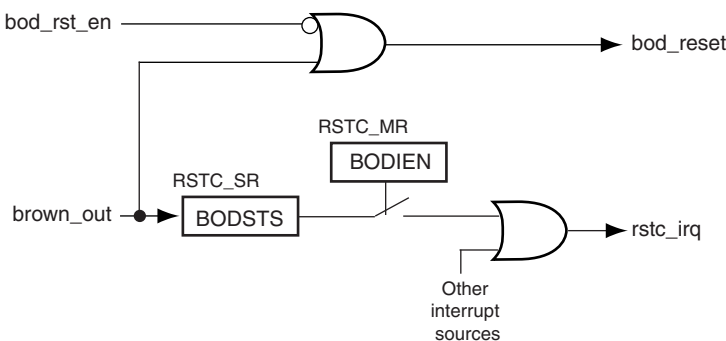 bod_rst_en
bod_reset
RSTC_MR
BODIEN
RSTC_SR
brown_out
BODSTS
rstc_irq
Other
interrupt
sources